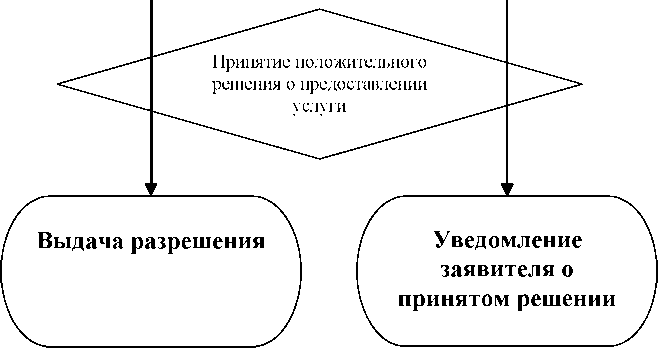 Принятие положительного
решения о предоставлении
услуги
Выдача разрешения
Уведомление
заявителя о
принятом решении